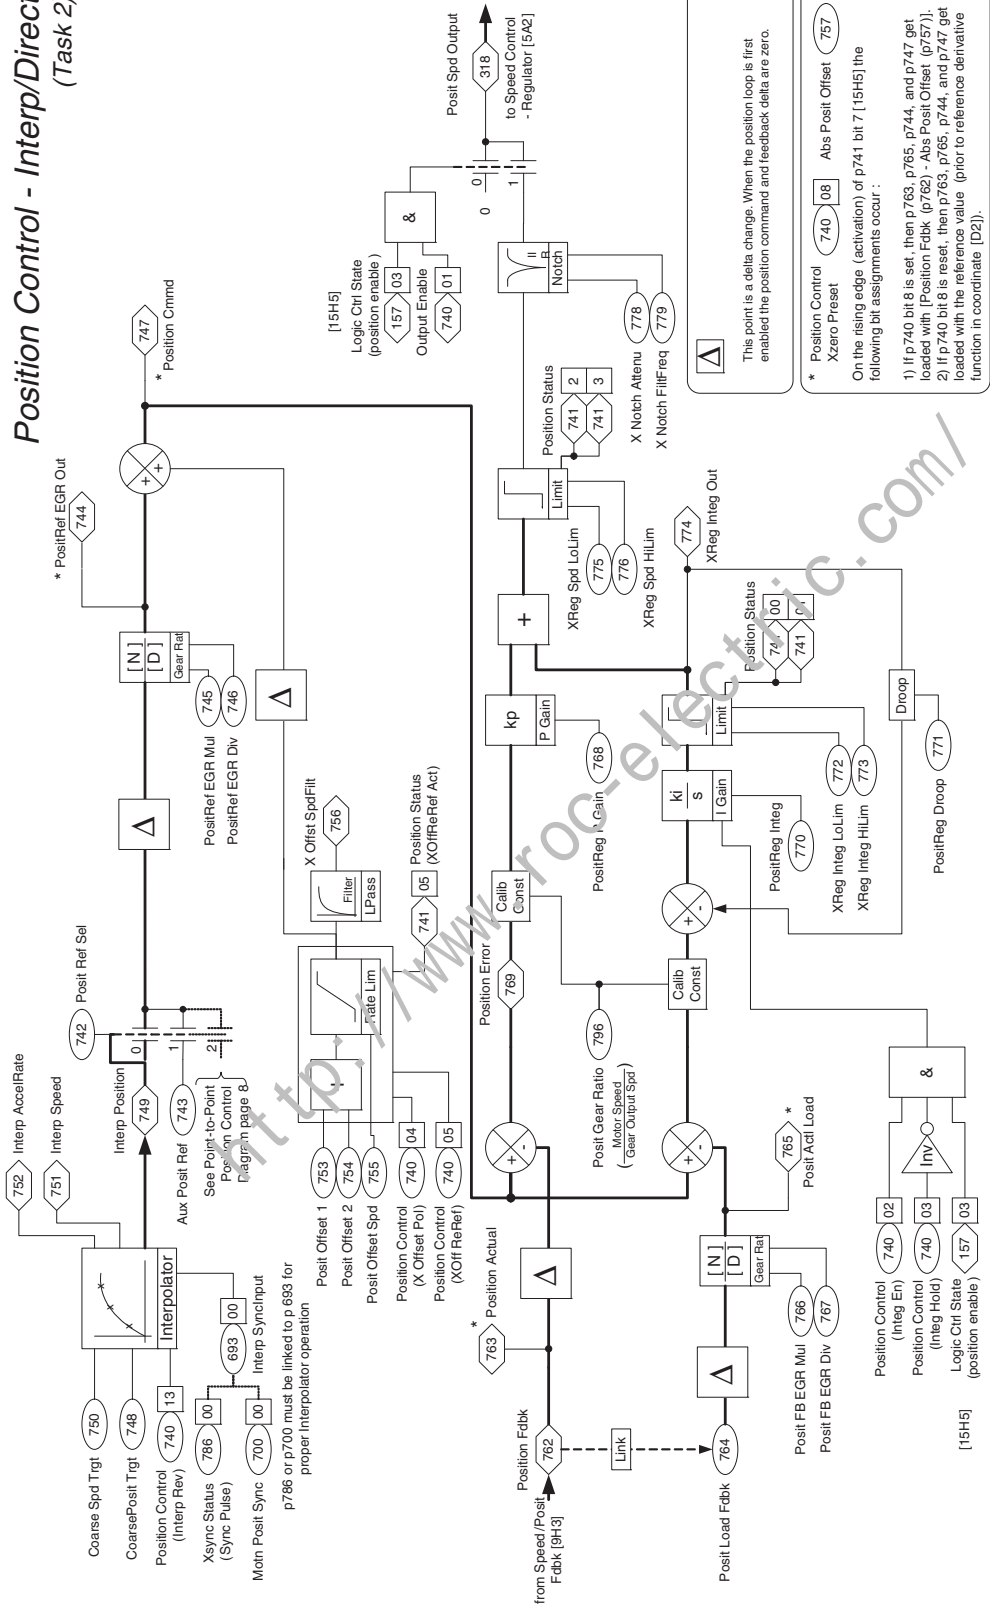 Position Control - Interp/Direct
(Task 2)
752
Interp AccelRate
751
Interp Speed
Coarse Spd Trgt
750
CoarsePosit Trgt
748
Position Control
(Interp Rev)
740
13
Interpolator
Xsync Status
(Sync Pulse)
786
00
693
00
Interp SyncInput
Motn Posit Sync
700
00
p786 or p700 must be linked to p 693 for
proper Interpolator operation
Interp Position
749
742
Posit Ref Sel
0
1
2
Aux Posit Ref
743
See Point-to-Point
Position Control
Diagram page 8
Δ
[ N ]
[ D ]
Gear Rat
PositRef EGR Mul
745
PositRef EGR Div
746
* PositRef EGR Out
744
+
+
747
* Position Cmmd
Δ
Posit Offset 1
753
Posit Offset 2
754
Posit Offset Spd
755
Position Control
(X Offset Pol)
740
04
Position Control
(XOff ReRef)
740
05
Rate Lim
Filter
LPass
X Offst SpdFilt
756
Position Status
(XOffReRef Act)
741
05
[15H5]
Logic Ctrl State
(position enable )
157
03
Output Enable
740
01
&
0
0
1
Posit Spd Output
318
to Speed Control
- Regulator [5A2]
from Speed/Posit
Fdbk [9H3]
Position Fdbk
762
* Position Actual
763
Δ
+
-
Position Error
769
Calib
Const
kp
P Gain
PositReg P Gain
768
+
Limit
XReg Spd LoLim
775
XReg Spd HiLim
776
Position Status
741
2
741
3
II
R
Notch
X Notch Attenu
778
X Notch FiltFreq
779
Posit Gear Ratio
( Motor Speed
Gear Output Spd )
796
Link
Posit Load Fdbk
764
Δ
[ N ]
[ D ]
Gear Rat
Posit FB EGR Mul
766
Posit FB EGR Div
767
765
*
Posit Actl Load
+
-
Calib
Const
+
-
ki
s
I Gain
PositReg Integ
770
Limit
XReg Integ LoLim
772
XReg Integ HiLim
773
Position Status
00
741
774
XReg Integ Out
Droop
PositReg Droop
771
Position Control
(Integ En)
740
02
Position Control
(Integ Hold)
740
03
Inv
Logic Ctrl State
(position enable)
157
03
[15H5]
&
Δ
This point is a delta change. When the position loop is first
enabled the position command and feedback delta are zero.
* Position Control
Xzero Preset
740
08
Abs Posit Offset
757
On the rising edge (activation) of p741 bit 7 [15H5] the
following bit assignments occur :
1) If p740 bit 8 is set, then p763, p765, p744, and p747 get
loaded with [Position Fdbk (p762) - Abs Posit Offset (p757)].
2) If p740 bit 8 is reset, then p763, p765, p744, and p747 get
loaded with the reference value (prior to reference derivative
function in coordinate [D2]).
http://www.roc-electric.com/